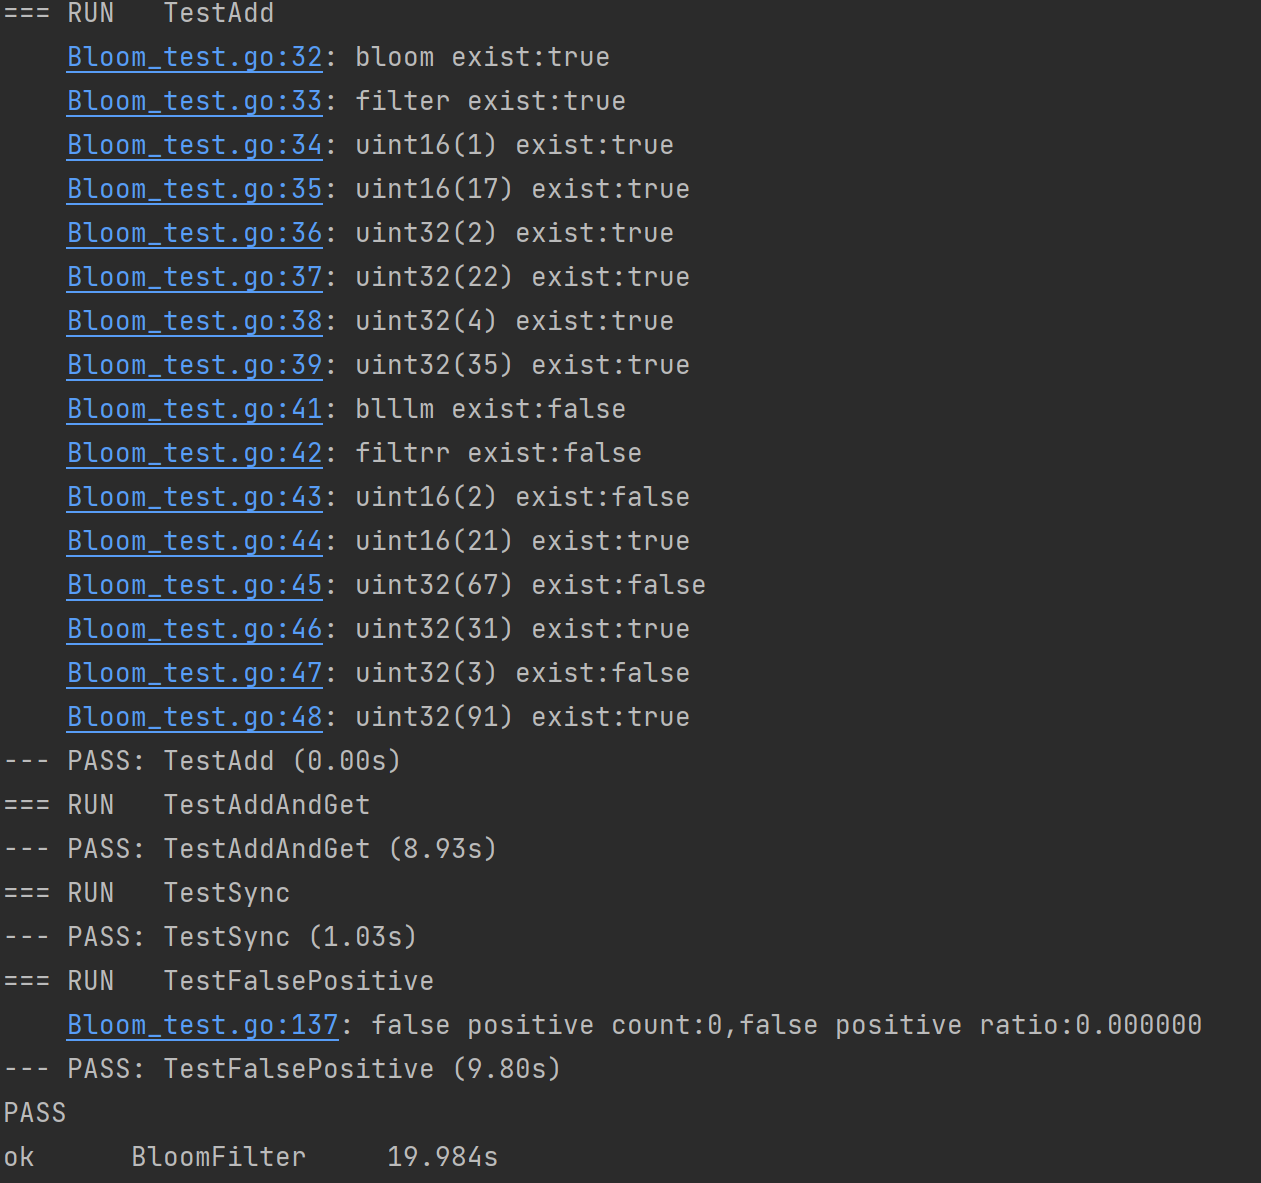 === RUN   TestAdd
    Bloom_test.go:32: bloom exist:true
    Bloom_test.go:33: filter exist:true
    Bloom_test.go:34: uint16(1) exist:true
    Bloom_test.go:35: uint16(17) exist:true
    Bloom_test.go:36: uint32(2) exist:true
    Bloom_test.go:37: uint32(22) exist:true
    Bloom_test.go:38: uint32(4) exist:true
    Bloom_test.go:39: uint32(35) exist:true
    Bloom_test.go:41: blllm exist:false
    Bloom_test.go:42: filtrr exist:false
    Bloom_test.go:43: uint16(2) exist:false
    Bloom_test.go:44: uint16(21) exist:true
    Bloom_test.go:45: uint32(67) exist:false
    Bloom_test.go:46: uint32(31) exist:true
    Bloom_test.go:47: uint32(3) exist:false
    Bloom_test.go:48: uint32(91) exist:true
--- PASS: TestAdd (0.00s)
=== RUN   TestAddAndGet
--- PASS: TestAddAndGet (8.93s)
=== RUN   TestSync
--- PASS: TestSync (1.03s)
=== RUN   TestFalsePositive
    Bloom_test.go:137: false positive count:0,false positive ratio:0.000000
--- PASS: TestFalsePositive (9.80s)
PASS
ok      BloomFilter     19.984s